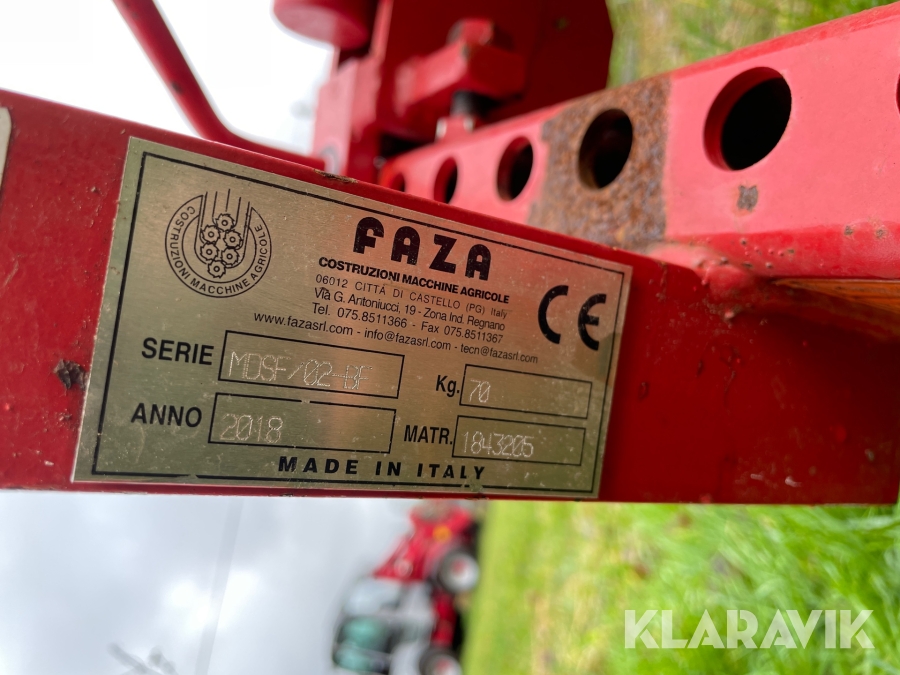 COSTRUZIONI MACCHINE AGRICOLE
FAZA
COSTRUZIONI MACCHINE AGRICOLE
06012 CITTÀ DI CASTELLO (PG) Italy
Via G. Antoniucci, 19 - Zona Ind. Regnano
Tel. 075.8511366 - Fax 075.8511367
www.fazasrl.com - info@fazasrl.com - tecn@fazasrl.com
CE
SERIE MDSF/02-BF Kg. 70
ANNO 2018 MATR. 1843205
MADE IN ITALY
KLARAVIK